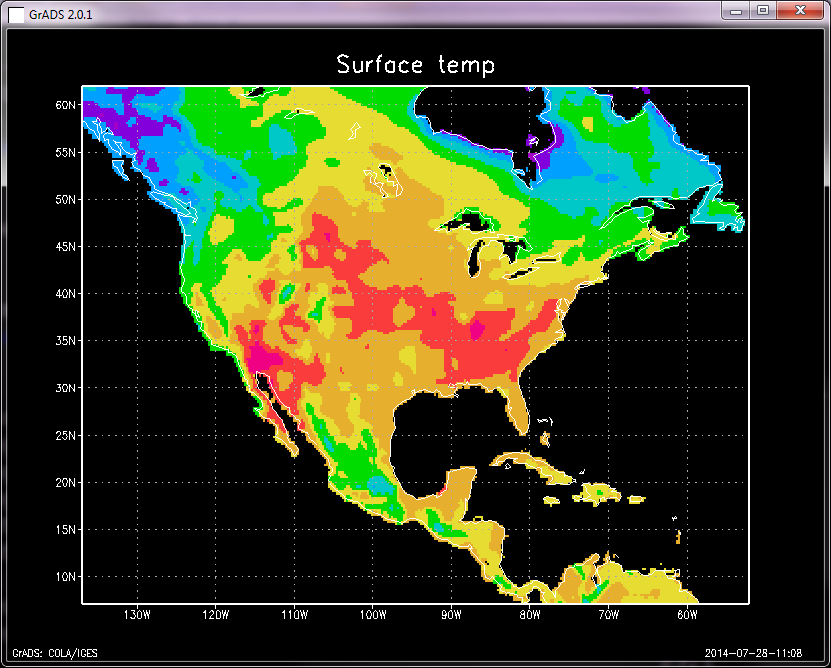 GrADS 2.0.1
Surface temp
60N
55N
50N
45N
40N
35N
30N
25N
20N
15N
10N
130W 120W 110W 100W 90W 80W 70W 60W
GrADS: COLA/IGES 2014-07-28-11:08